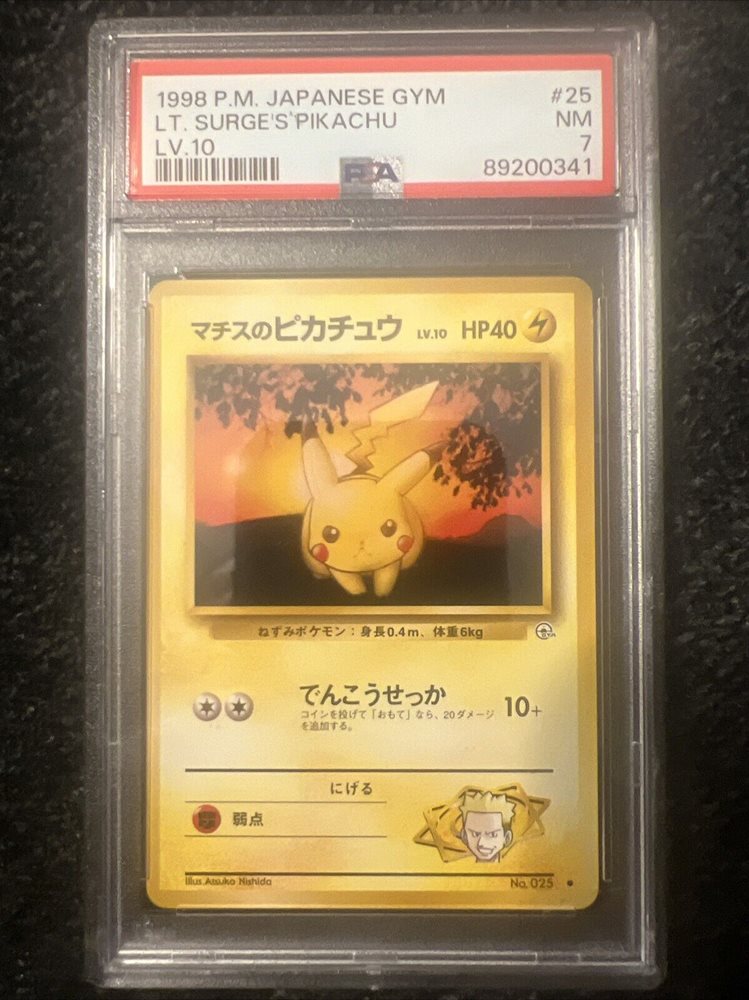 1998 P.M. JAPANESE GYM #25
LT. SURGE'S PIKACHU NM
LV.10 7
PSA 89200341
マチスのピカチュウ LV.10 HP40
ねずみポケモン：身長0.4m、体重6kg
でんこうせっか 10+
コインを投げて「おもて」なら、20ダメージ
を追加する。
にげる
弱点
Illus.Atsuko Nishida No. 025